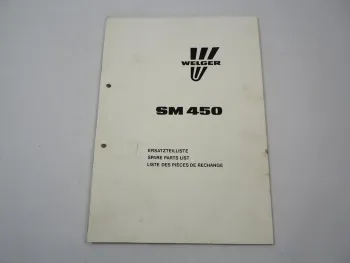 WELGER
SM 450
ERSATZTEILLISTE
SPARE PARTS LIST
LISTE DES PIÈCES DE RECHANGE